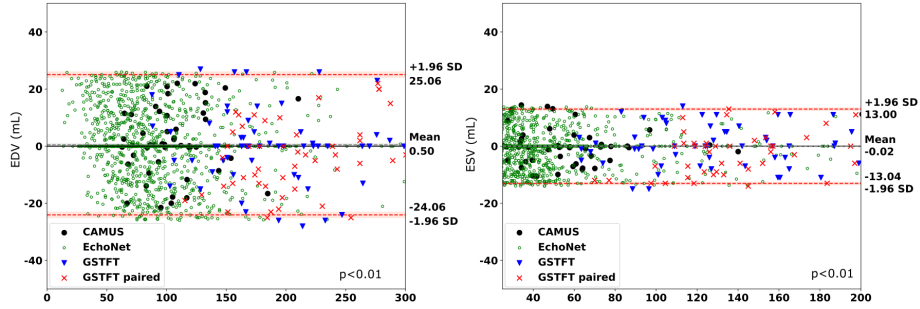 40
20
0
-20
-40
EDV (mL)
+1.96 SD
25.06
Mean
0.50
-24.06
-1.96 SD
CAMUS
EchoNet
GSTFT
GSTFT paired
p<0.01
0 50 100 150 200 250 300
40
20
0
-20
-40
ESV (mL)
+1.96 SD
13.00
Mean
-0.02
-13.04
-1.96 SD
CAMUS
EchoNet
GSTFT
GSTFT paired
p<0.01
40 60 80 100 120 140 160 180 200